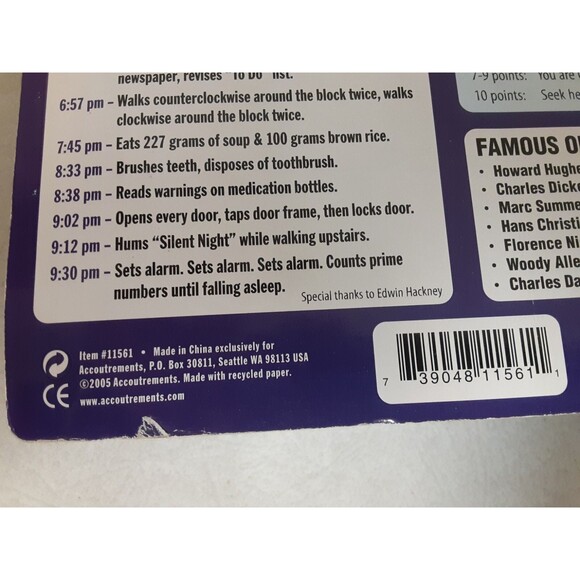 newspaper, revises "To Do" list.
6:57 pm – Walks counterclockwise around the block twice, walks
clockwise around the block twice.
7:45 pm – Eats 227 grams of soup & 100 grams brown rice.
8:33 pm – Brushes teeth, disposes of toothbrush.
8:38 pm – Reads warnings on medication bottles.
9:02 pm – Opens every door, taps door frame, then locks door.
9:12 pm – Hums "Silent Night" while walking upstairs.
9:30 pm – Sets alarm. Sets alarm. Sets alarm. Counts prime
numbers until falling asleep.
Special thanks to Edwin Hackney
7-9 points: You are
10 points: Seek he
FAMOUS O
• Howard Hughe
• Charles Dicke
• Marc Summe
• Hans Christi
• Florence Ni
• Woody Alle
• Charles Da
Item #11561 • Made in China exclusively for
Accoutrements, P.O. Box 30811, Seattle WA 98113 USA
©2005 Accoutrements. Made with recycled paper.
CE www.accoutrements.com
7 39048 11561 1